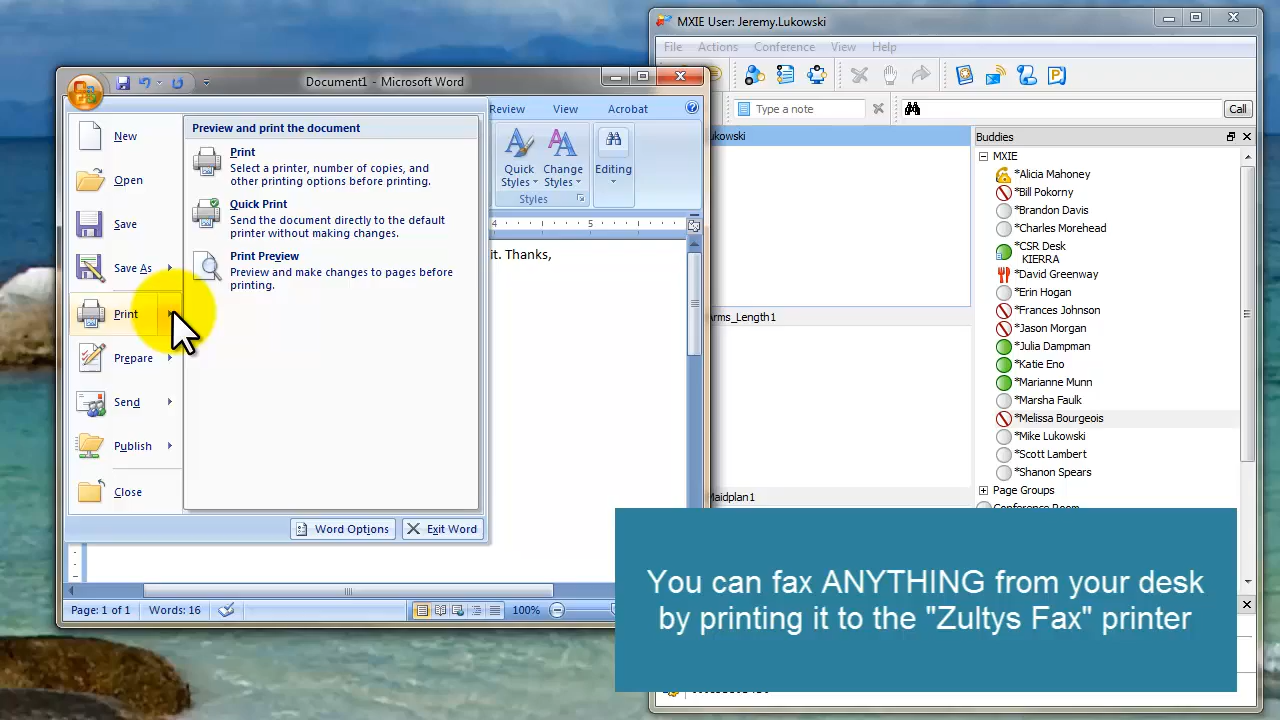 MXIE User: Jeremy.Lukowski
File Actions Conference View Help
Type a note
Call
Document1 - Microsoft Word
Review View Acrobat
Quick Styles
Change Styles
Editing
Styles
New
Open
Save
Save As
Print
Prepare
Send
Publish
Close
Preview and print the document
Print
Select a printer, number of copies, and
other printing options before printing.
Quick Print
Send the document directly to the default
printer without making changes.
Print Preview
Preview and make changes to pages before
printing.
Word Options
Exit Word
4 5
it. Thanks,
Page: 1 of 1 Words: 16 100%
ukowski
Arms_Length1
Maidplan1
Buddies
MXIE
*Alicia Mahoney
*Bill Pokorny
*Brandon Davis
*Charles Morehead
*CSR Desk
KIERRA
*David Greenway
*Erin Hogan
*Frances Johnson
*Jason Morgan
*Julia Dampman
*Katie Eno
*Marianne Munn
*Marsha Faulk
*Melissa Bourgeois
*Mike Lukowski
*Scott Lambert
*Shanon Spears
Page Groups
Conference Room
You can fax ANYTHING from your desk
by printing it to the "Zultys Fax" printer